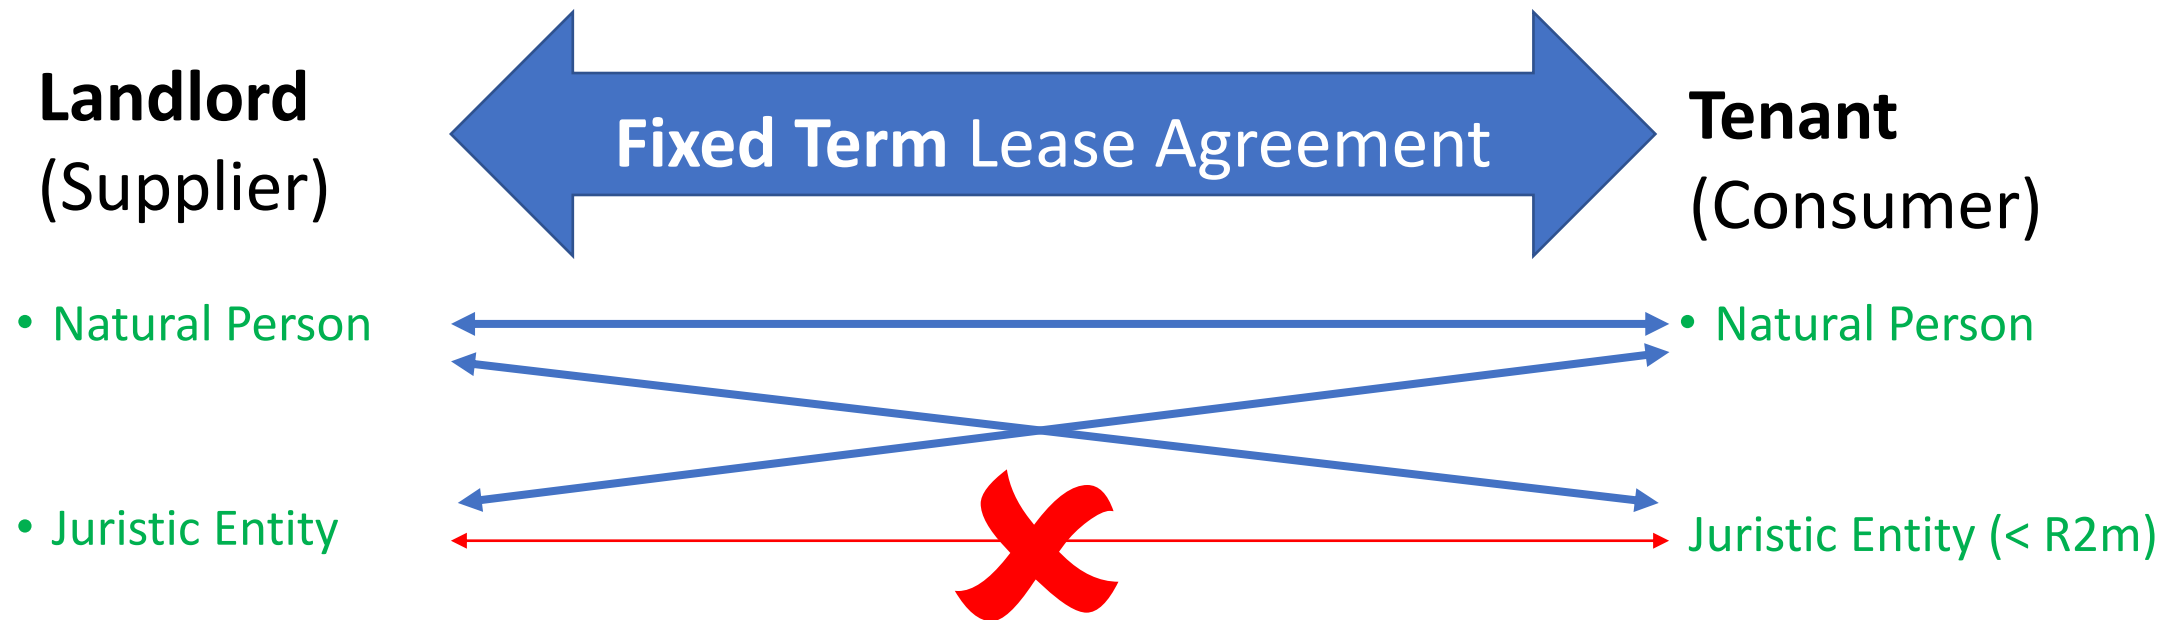 Landlord
(Supplier)
Fixed Term Lease Agreement
Tenant
(Consumer)
• Natural Person
• Natural Person
• Juristic Entity
Juristic Entity (< R2m)